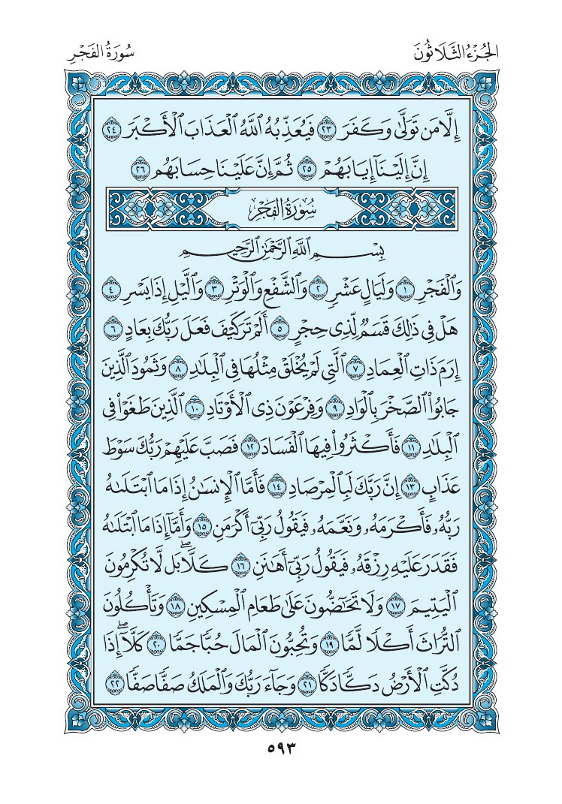 الجُزْءُ الثَّلَاثُونَ
سُورَةُ الفَجْرِ
إِلَّا مَن تَوَلَّىٰ وَكَفَرَ ٢٣ فَيُعَذِّبُهُ ٱللَّهُ ٱلْعَذَابَ ٱلْأَكْبَرَ ٢٤
إِنَّ إِلَيْنَآ إِيَابَهُمْ ٢٥ ثُمَّ إِنَّ عَلَيْنَا حِسَابَهُم ٢٦
سُورَةُ الفَجْرِ
بِسْمِ ٱللَّهِ ٱلرَّحْمَٰنِ ٱلرَّحِيمِ
وَٱلْفَجْرِ ١ وَلَيَالٍ عَشْرٍ ٢ وَٱلشَّفْعِ وَٱلْوَتْرِ ٣ وَٱلَّيْلِ إِذَا يَسْرِ ٤
هَلْ فِى ذَٰلِكَ قَسَمٌ لِّذِى حِجْرٍ ٥ أَلَمْ تَرَ كَيْفَ فَعَلَ رَبُّكَ بِعَادٍ ٦
إِرَمَ ذَاتِ ٱلْعِمَادِ ٧ ٱلَّتِى لَمْ يُخْلَقْ مِثْلُهَا فِى ٱلْبِلَٰدِ ٨ وَثَمُودَ ٱلَّذِينَ
جَابُوا۟ ٱلصَّخْرَ بِٱلْوَادِ ٩ وَفِرْعَوْنَ ذِى ٱلْأَوْتَادِ ١٠ ٱلَّذِينَ طَغَوْا۟ فِى
ٱلْبِلَٰدِ ١١ فَأَكْثَرُوا۟ فِيهَا ٱلْفَسَادَ ١٢ فَصَبَّ عَلَيْهِمْ رَبُّكَ سَوْطَ
عَذَابٍ ١٣ إِنَّ رَبَّكَ لَبِٱلْمِرْصَادِ ١٤ فَأَمَّا ٱلْإِنسَٰنُ إِذَا مَا ٱبْتَلَىٰهُ
رَبُّهُۥ فَأَكْرَمَهُۥ وَنَعَّمَهُۥ فَيَقُولُ رَبِّىٓ أَكْرَمَنِ ١٥ وَأَمَّآ إِذَا مَا ٱبْتَلَىٰهُ
فَقَدَرَ عَلَيْهِ رِزْقَهُۥ فَيَقُولُ رَبِّىٓ أَهَٰنَنِ ١٦ كَلَّا ۖ بَل لَّا تُكْرِمُونَ
ٱلْيَتِيمَ ١٧ وَلَا تَحَٰٓضُّونَ عَلَىٰ طَعَامِ ٱلْمِسْكِينِ ١٨ وَتَأْكُلُونَ
ٱلتُّرَاثَ أَكْلًا لَّمًّا ١٩ وَتُحِبُّونَ ٱلْمَالَ حُبًّا جَمًّا ٢٠ كَلَّآ ۖ إِذَا
دُكَّتِ ٱلْأَرْضُ دَكًّا دَكًّا ٢١ وَجَآءَ رَبُّكَ وَٱلْمَلَكُ صَفًّا صَفًّا ٢٢
٥٩٣